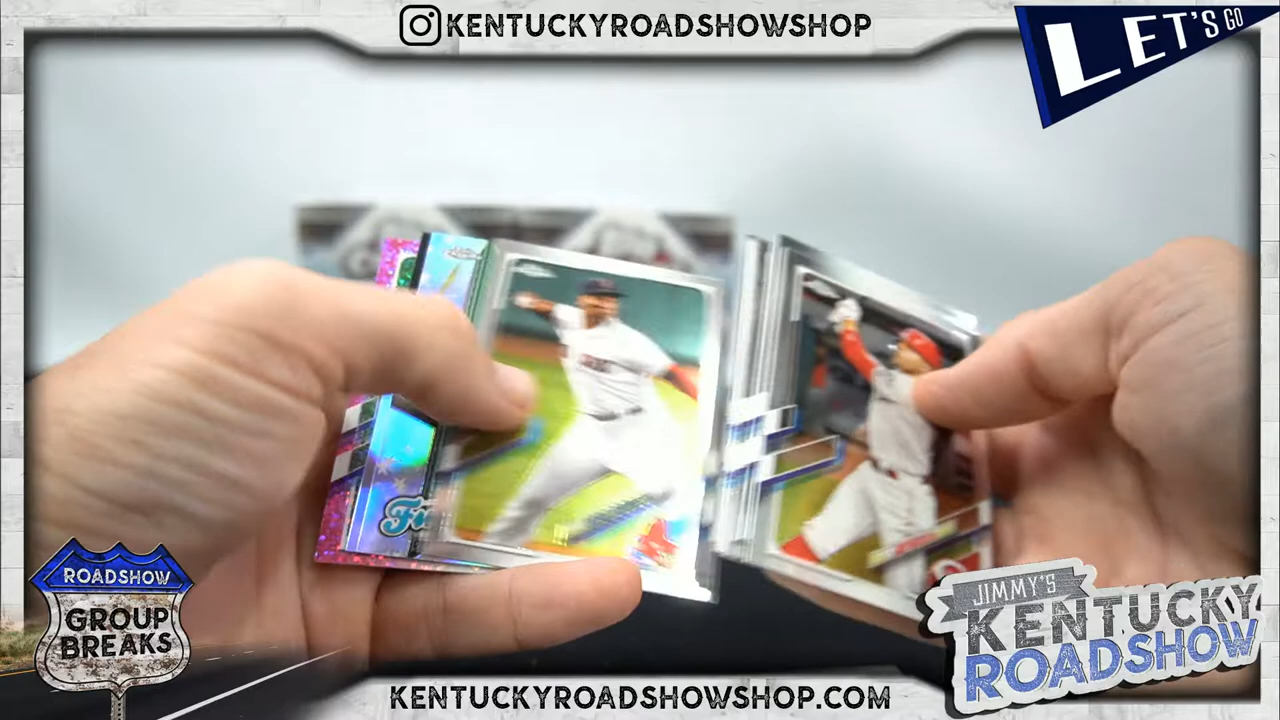 KENTUCKYROADSHOWSHOP
LET'S GO
ROADSHOW
GROUP
BREAKS
JIMMY'S
KENTUCKY
ROADSHOW
KENTUCKYROADSHOWSHOP.COM